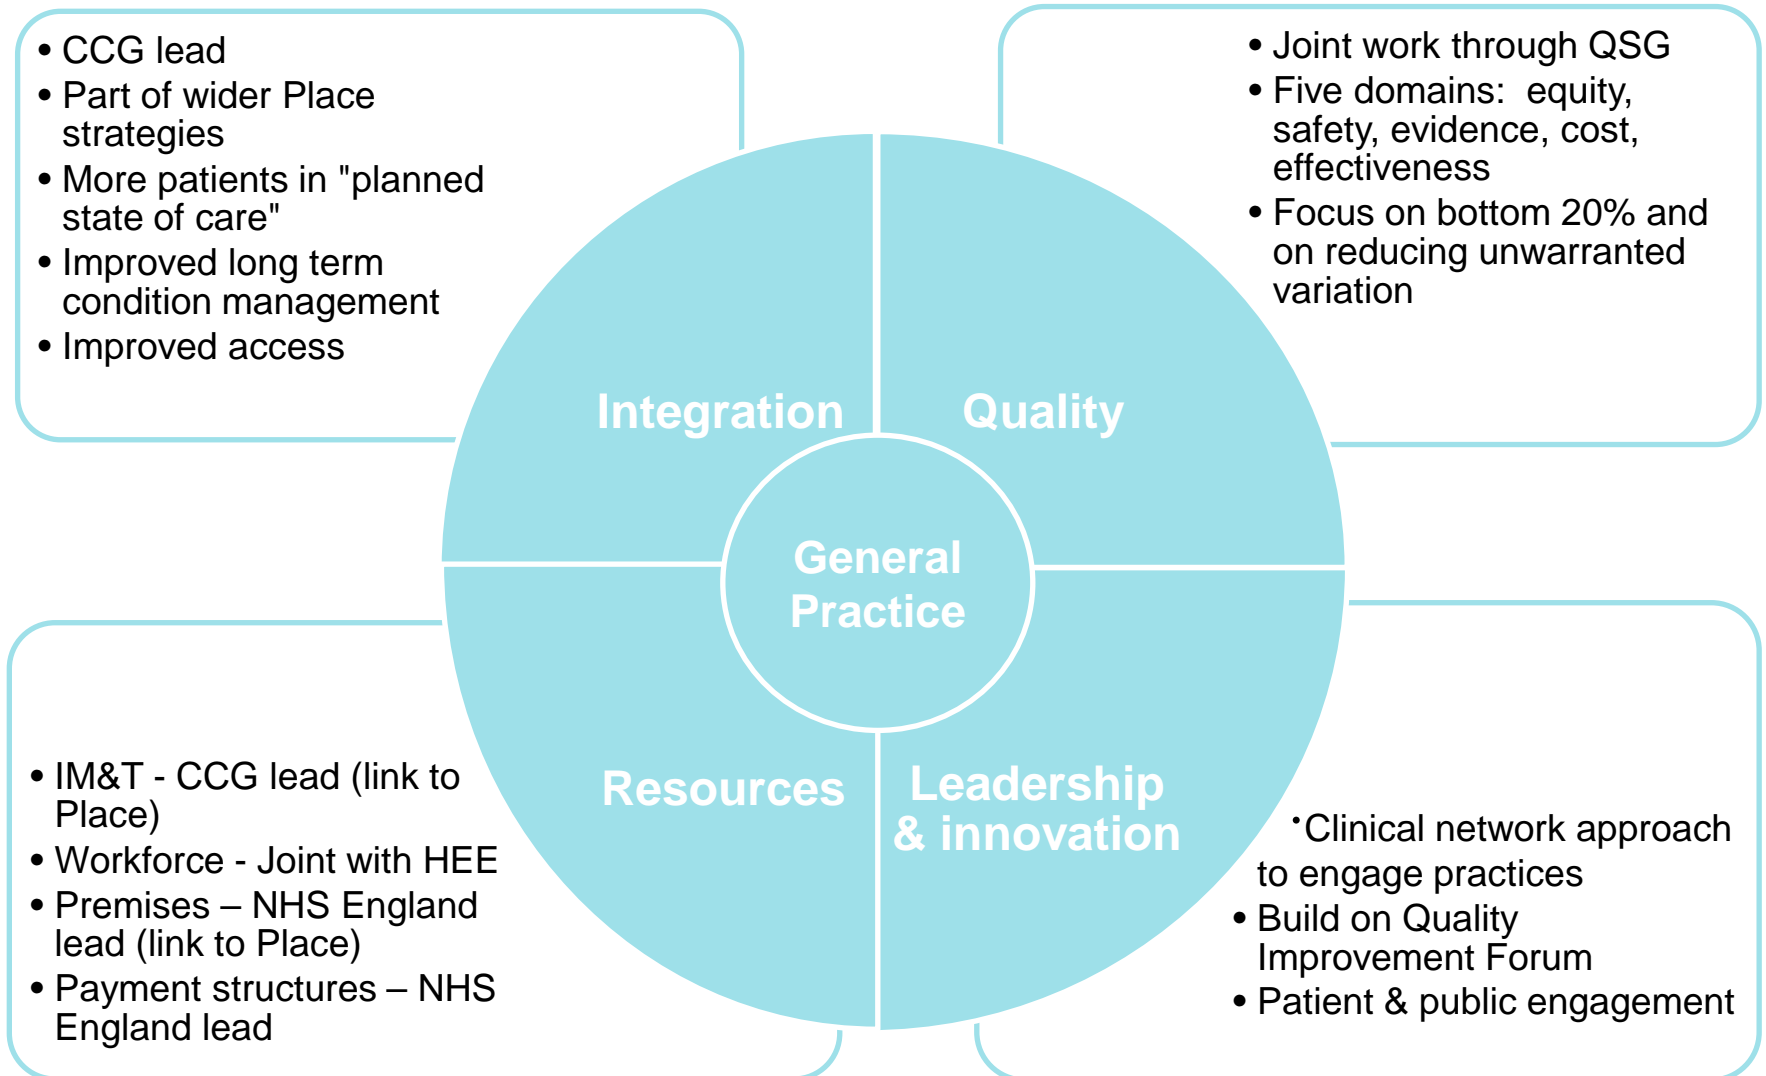 • CCG lead
• Part of wider Place
strategies
• More patients in "planned
state of care"
• Improved long term
condition management
• Improved access
• Joint work through QSG
• Five domains:  equity,
safety, evidence, cost,
effectiveness
• Focus on bottom 20% and
on reducing unwarranted
variation
Integration
Quality
General
Practice
Resources
Leadership
& innovation
• IM&T - CCG lead (link to
Place)
• Workforce - Joint with HEE
• Premises – NHS England
lead (link to Place)
• Payment structures – NHS
England lead
•Clinical network approach
to engage practices
• Build on Quality
Improvement Forum
• Patient & public engagement